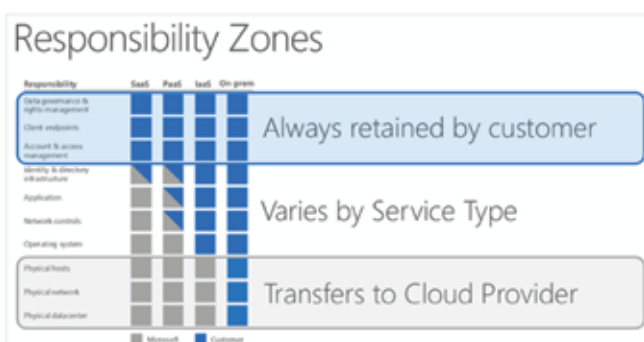 Responsibility Zones
Responsibility SaaS PaaS IaaS On-prem
Data governance &
rights management
Client endpoints
Account & access
management
Always retained by customer
Identity & directory
infrastructure
Application
Network controls
Operating system
Varies by Service Type
Physical hosts
Physical network
Physical datacenter
Transfers to Cloud Provider
Microsoft Customer